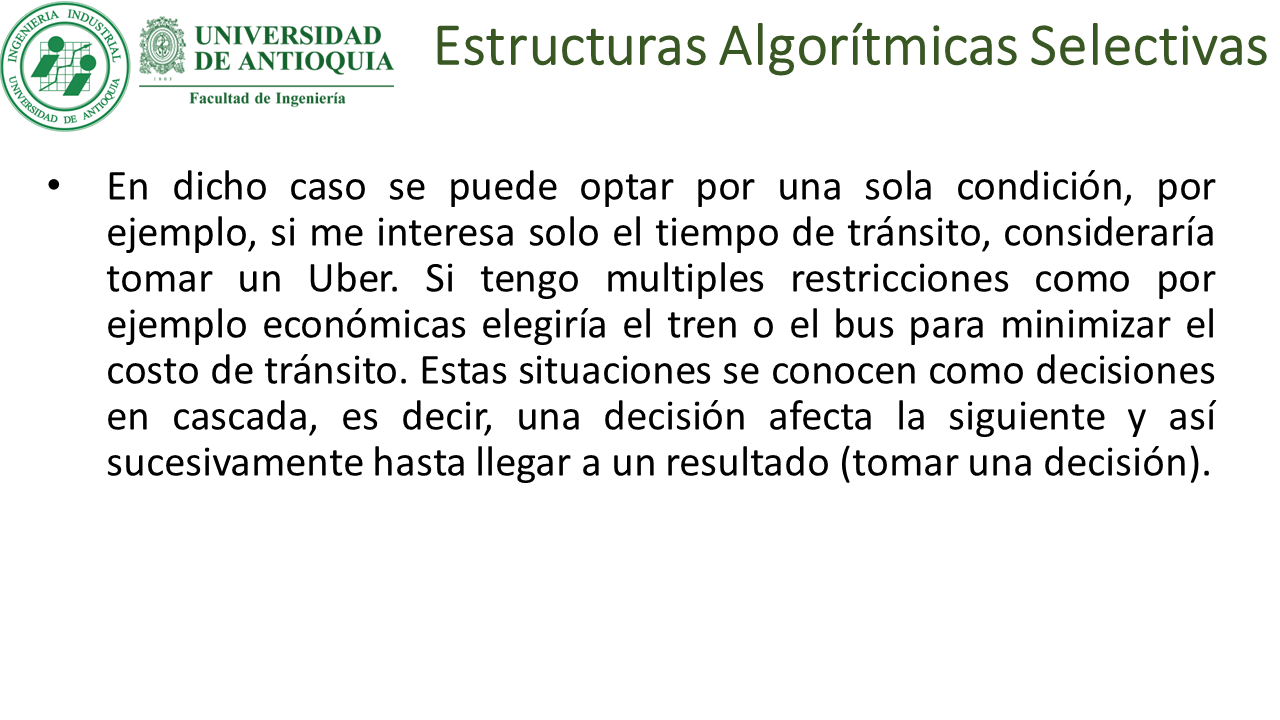 INGENIERIA INDUSTRIAL
UNIVERSIDAD DE ANTIOQUIA
UNIVERSIDAD
DE ANTIOQUIA
1803
Facultad de Ingeniería
Estructuras Algorítmicas Selectivas
• En dicho caso se puede optar por una sola condición, por
ejemplo, si me interesa solo el tiempo de tránsito, consideraría
tomar un Uber. Si tengo multiples restricciones como por
ejemplo económicas elegiría el tren o el bus para minimizar el
costo de tránsito. Estas situaciones se conocen como decisiones
en cascada, es decir, una decisión afecta la siguiente y así
sucesivamente hasta llegar a un resultado (tomar una decisión).